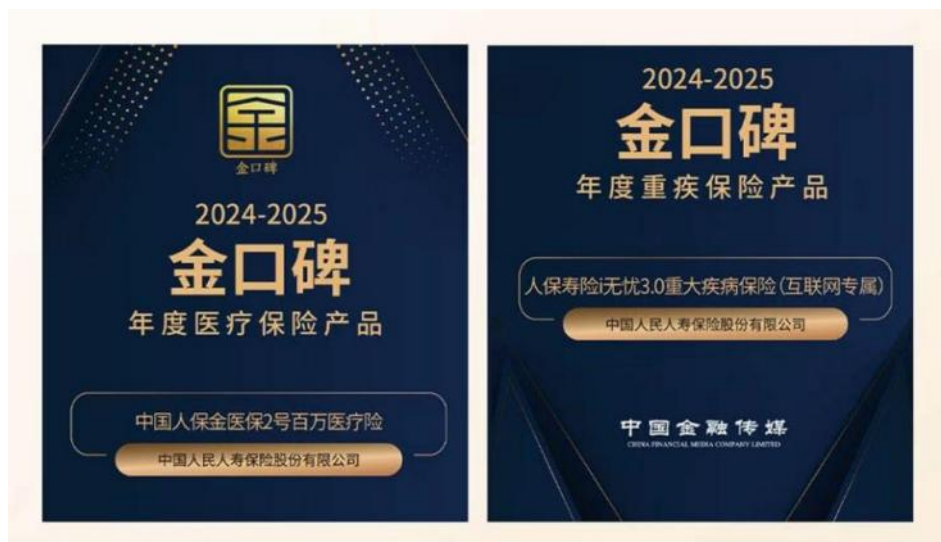 金口碑
2024-2025
金口碑
年度医疗保险产品
中国人保金医保2号百万医疗险
中国人民人寿保险股份有限公司
2024-2025
金口碑
年度重疾保险产品
人保寿险i无忧3.0重大疾病保险(互联网专属)
中国人民人寿保险股份有限公司
中国金融传媒
CHINA FINANCIAL MEDIA COMPANY LIMITED